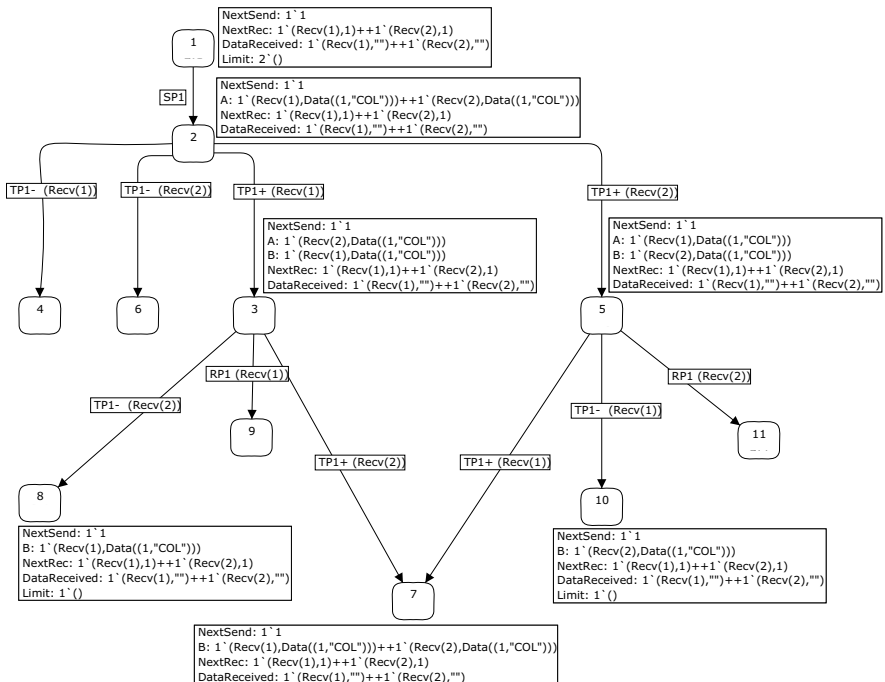 NextSend: 1`1
NextRec: 1`(Recv(1),1)++1`(Recv(2),1)
DataReceived: 1`(Recv(1),"")++1`(Recv(2),"")
Limit: 2`()
1
SP1
NextSend: 1`1
A: 1`(Recv(1),Data((1,"COL")))++1`(Recv(2),Data((1,"COL")))
NextRec: 1`(Recv(1),1)++1`(Recv(2),1)
DataReceived: 1`(Recv(1),"")++1`(Recv(2),"")
2
TP1- (Recv(1))
TP1- (Recv(2))
TP1+ (Recv(1))
TP1+ (Recv(2))
NextSend: 1`1
A: 1`(Recv(2),Data((1,"COL")))
B: 1`(Recv(1),Data((1,"COL")))
NextRec: 1`(Recv(1),1)++1`(Recv(2),1)
DataReceived: 1`(Recv(1),"")++1`(Recv(2),"")
NextSend: 1`1
A: 1`(Recv(1),Data((1,"COL")))
B: 1`(Recv(2),Data((1,"COL")))
NextRec: 1`(Recv(1),1)++1`(Recv(2),1)
DataReceived: 1`(Recv(1),"")++1`(Recv(2),"")
4
6
3
5
RP1 (Recv(1))
RP1 (Recv(2))
TP1- (Recv(2))
TP1- (Recv(1))
9
11
TP1+ (Recv(2))
TP1+ (Recv(1))
8
10
NextSend: 1`1
B: 1`(Recv(1),Data((1,"COL")))
NextRec: 1`(Recv(1),1)++1`(Recv(2),1)
DataReceived: 1`(Recv(1),"")++1`(Recv(2),"")
Limit: 1`()
NextSend: 1`1
B: 1`(Recv(2),Data((1,"COL")))
NextRec: 1`(Recv(1),1)++1`(Recv(2),1)
DataReceived: 1`(Recv(1),"")++1`(Recv(2),"")
Limit: 1`()
7
NextSend: 1`1
B: 1`(Recv(1),Data((1,"COL")))++1`(Recv(2),Data((1,"COL")))
NextRec: 1`(Recv(1),1)++1`(Recv(2),1)
DataReceived: 1`(Recv(1),"")++1`(Recv(2),"")